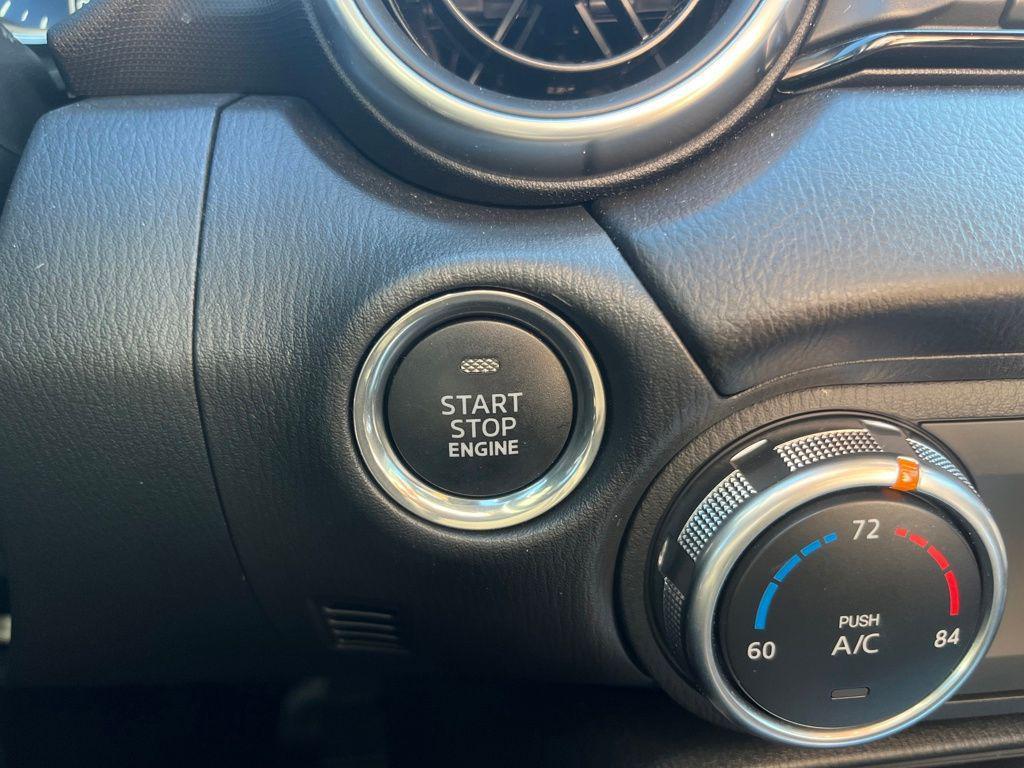 START
STOP
ENGINE
72
60
84
PUSH
A/C